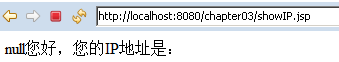 http://localhost:8080/chapter03/showIP.jsp
null您好，您的IP地址是：